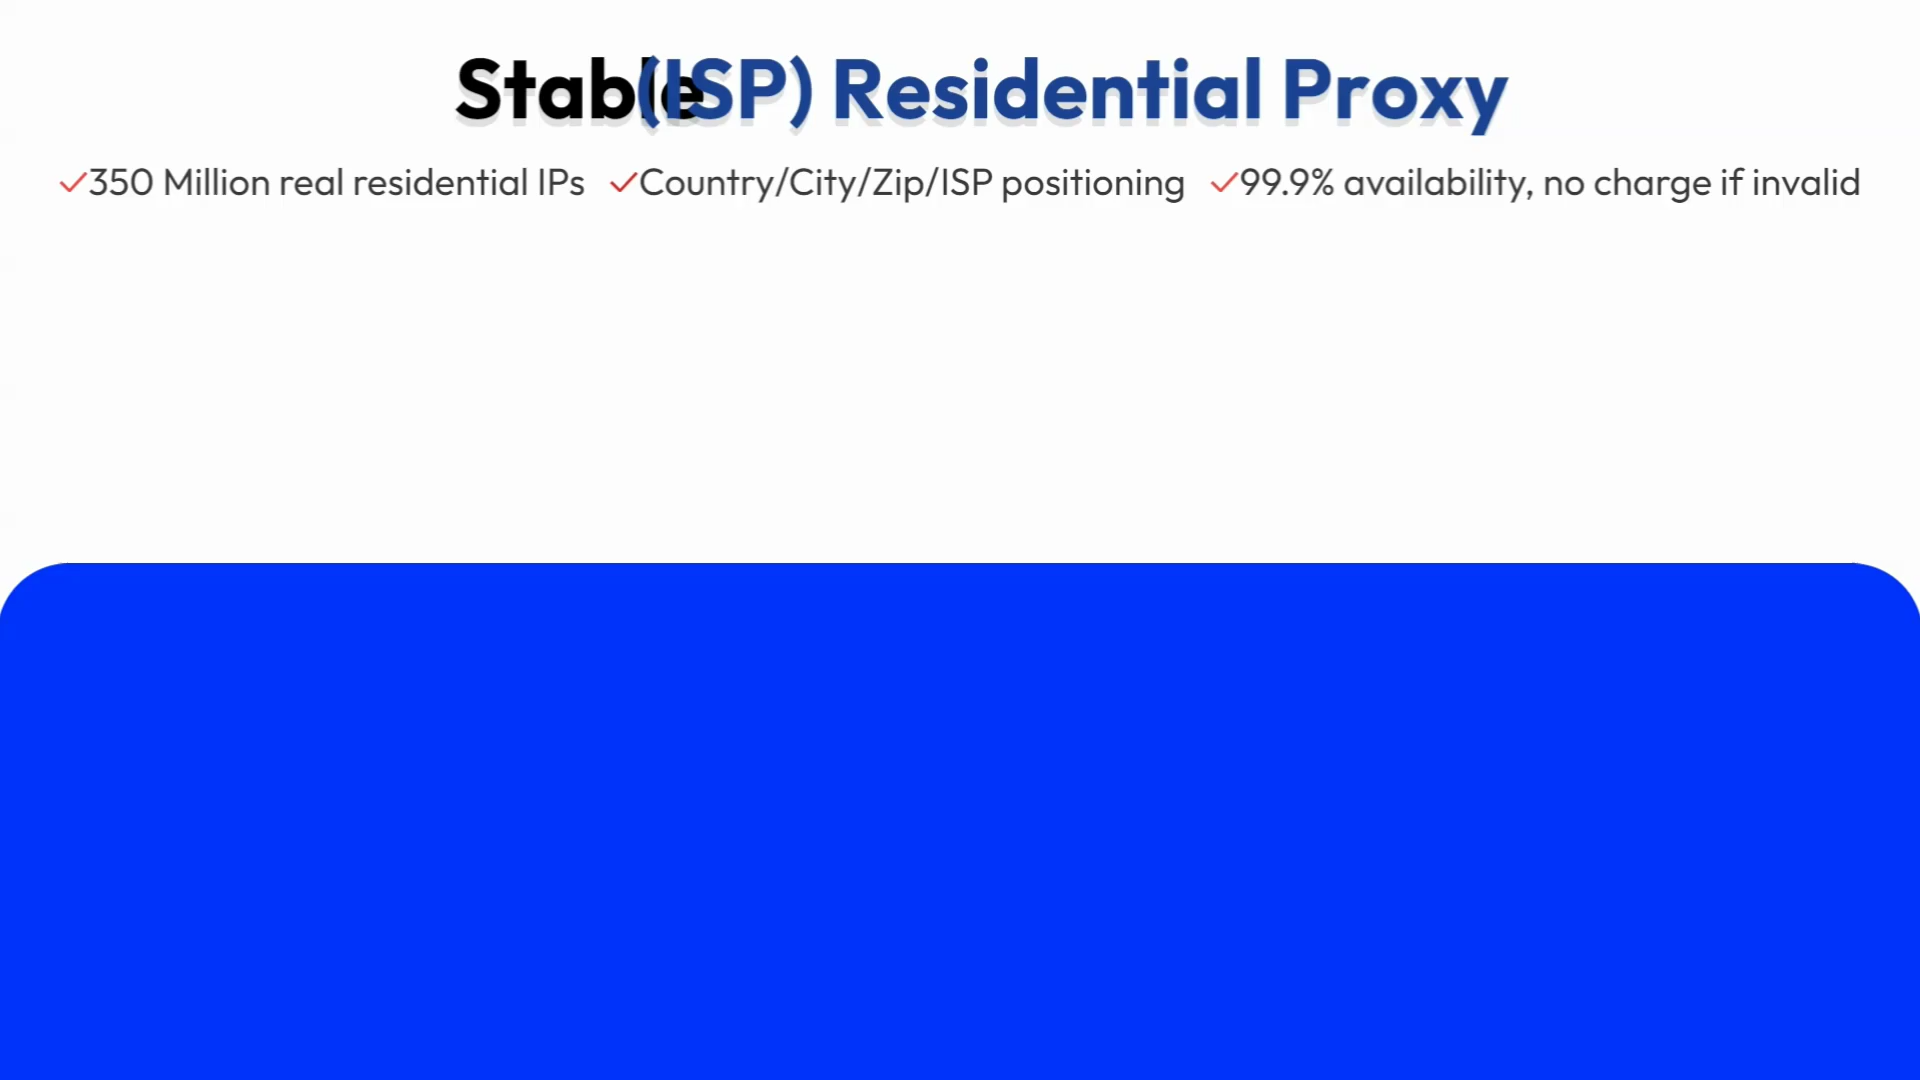 Stable (ISP) Residential Proxy
✓350 Million real residential IPs ✓Country/City/Zip/ISP positioning ✓99.9% availability, no charge if invalid